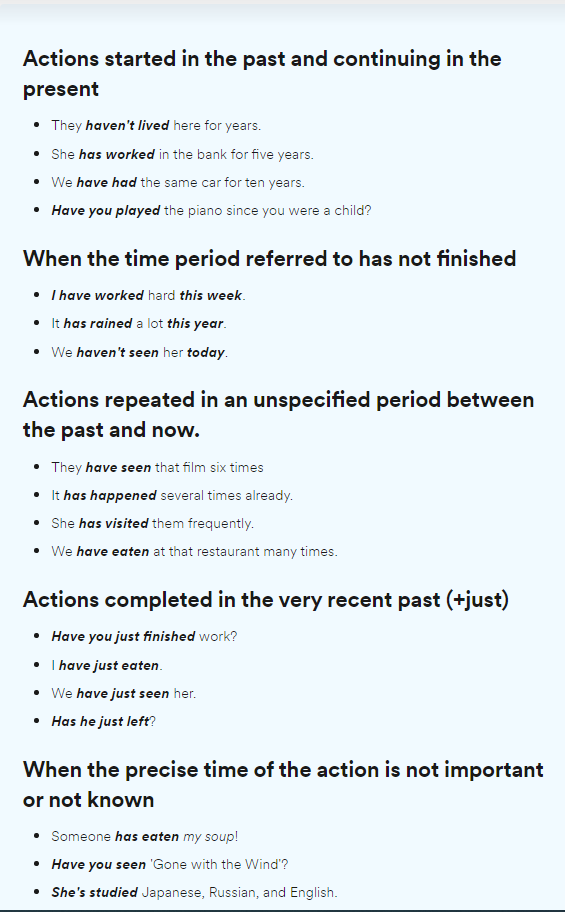 Actions started in the past and continuing in the
present
• They haven't lived here for years.
• She has worked in the bank for five years.
• We have had the same car for ten years.
• Have you played the piano since you were a child?
When the time period referred to has not finished
• I have worked hard this week.
• It has rained a lot this year.
• We haven't seen her today.
Actions repeated in an unspecified period between
the past and now.
• They have seen that film six times
• It has happened several times already.
• She has visited them frequently.
• We have eaten at that restaurant many times.
Actions completed in the very recent past (+just)
• Have you just finished work?
• I have just eaten.
• We have just seen her.
• Has he just left?
When the precise time of the action is not important
or not known
• Someone has eaten my soup!
• Have you seen 'Gone with the Wind'?
• She's studied Japanese, Russian, and English.